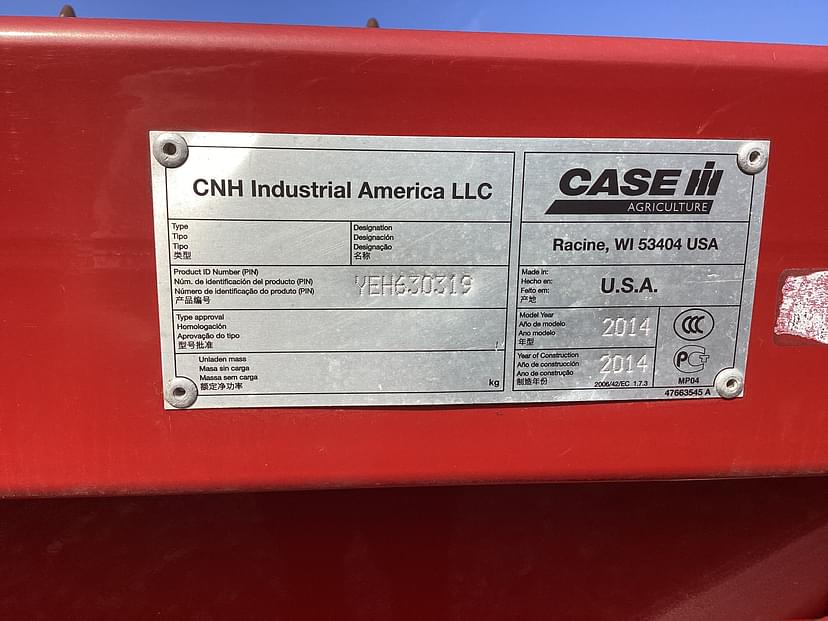 CNH Industrial America LLC
Type
Tipo
Tipo
类型
Designation
Designación
Designação
名称
Product ID Number (PIN)
Núm. de identificación del producto (PIN)
Número de identificação do produto (PIN)
产品编号
YEH630319
Type approval
Homologación
Aprovação do tipo
型号批准
Unladen mass
Masa sin carga
Massa sem carga
额定净功率
kg
CASE IH
AGRICULTURE
Racine, WI 53404 USA
Made in:
Hecho en:
Feito em:
产地
U.S.A.
Model Year
Año de modelo
Ano modelo
年型
2014
CCC
Year of Construction
Año de construcción
Ano de construção
制造年份
2014
2006/42/EC 1.7.3
PCT
MP04
47663545 A